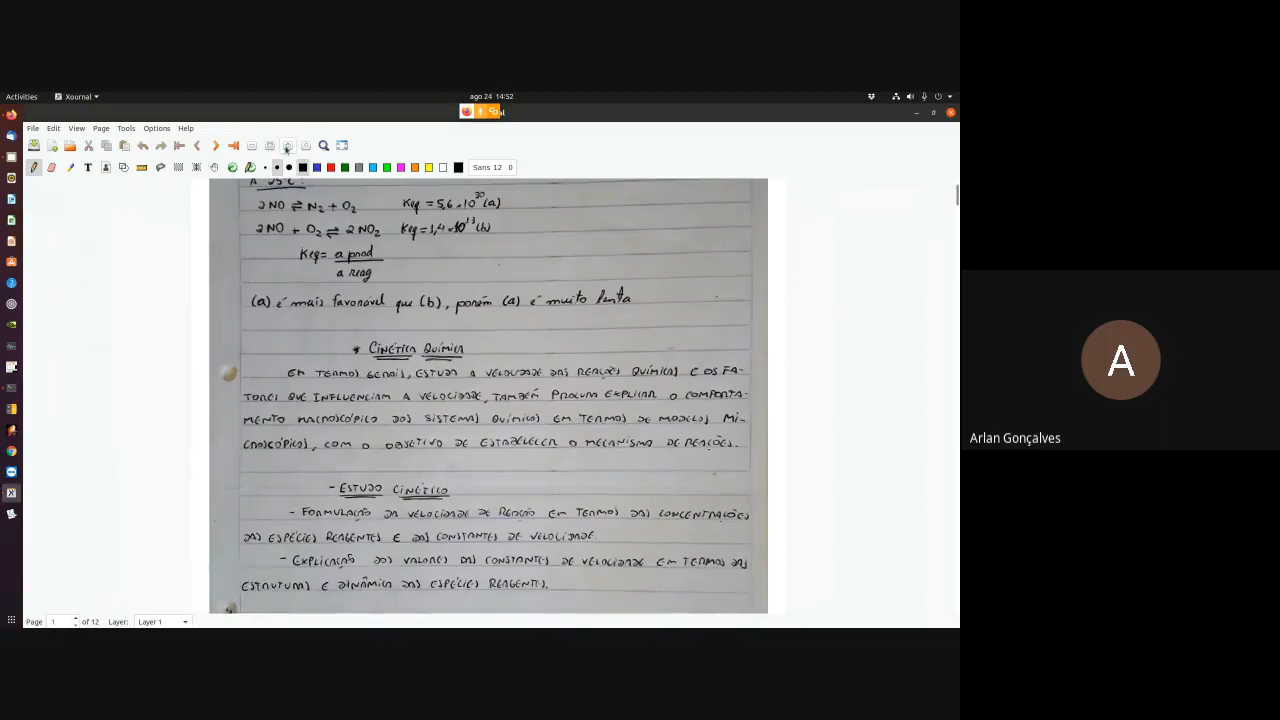 Activities Xournal ago 24 14:52
File Edit View Page Tools Options Help
Sans 12 0
A 25°C:
2NO ⇌ N₂ + O₂ Keq = 5,6.10³⁰ (a)
2NO + O₂ ⇌ 2NO₂ Keq = 1,4.10¹³ (b)
Keq = a prod
a reag
(a) é mais favorável que (b), porém (a) é muito lenta
* CINÉTICA QUÍMICA
EM TERMOS GERAIS, ESTUDA A VELOCIDADE DAS REAÇÕES QUÍMICAS E OS FA-
TORES QUE INFLUENCIAM A VELOCIDADE, TAMBÉM PROCURA EXPLICAR O COMPORTA-
MENTO MACROSCÓPICO DOS SISTEMAS QUÍMICOS EM TERMOS DE MODELOS MI-
CROSCÓPICOS, COM O OBJETIVO DE ESTABELECER O MECANISMO DE REAÇÕES.
- ESTUDO CINÉTICO
- FORMULAÇÃO DA VELOCIDADE DE REAÇÃO EM TERMOS DAS CONCENTRAÇÕES
DAS ESPÉCIES REAGENTES E DAS CONSTANTES DE VELOCIDADE.
- EXPLICAÇÃO DOS VALORES DAS CONSTANTES DE VELOCIDADE EM TERMOS DAS
ESTRUTURAS E DINÂMICA DAS ESPÉCIES REAGENTES.
Page 1 of 12 Layer: Layer 1
A
Arlan Gonçalves